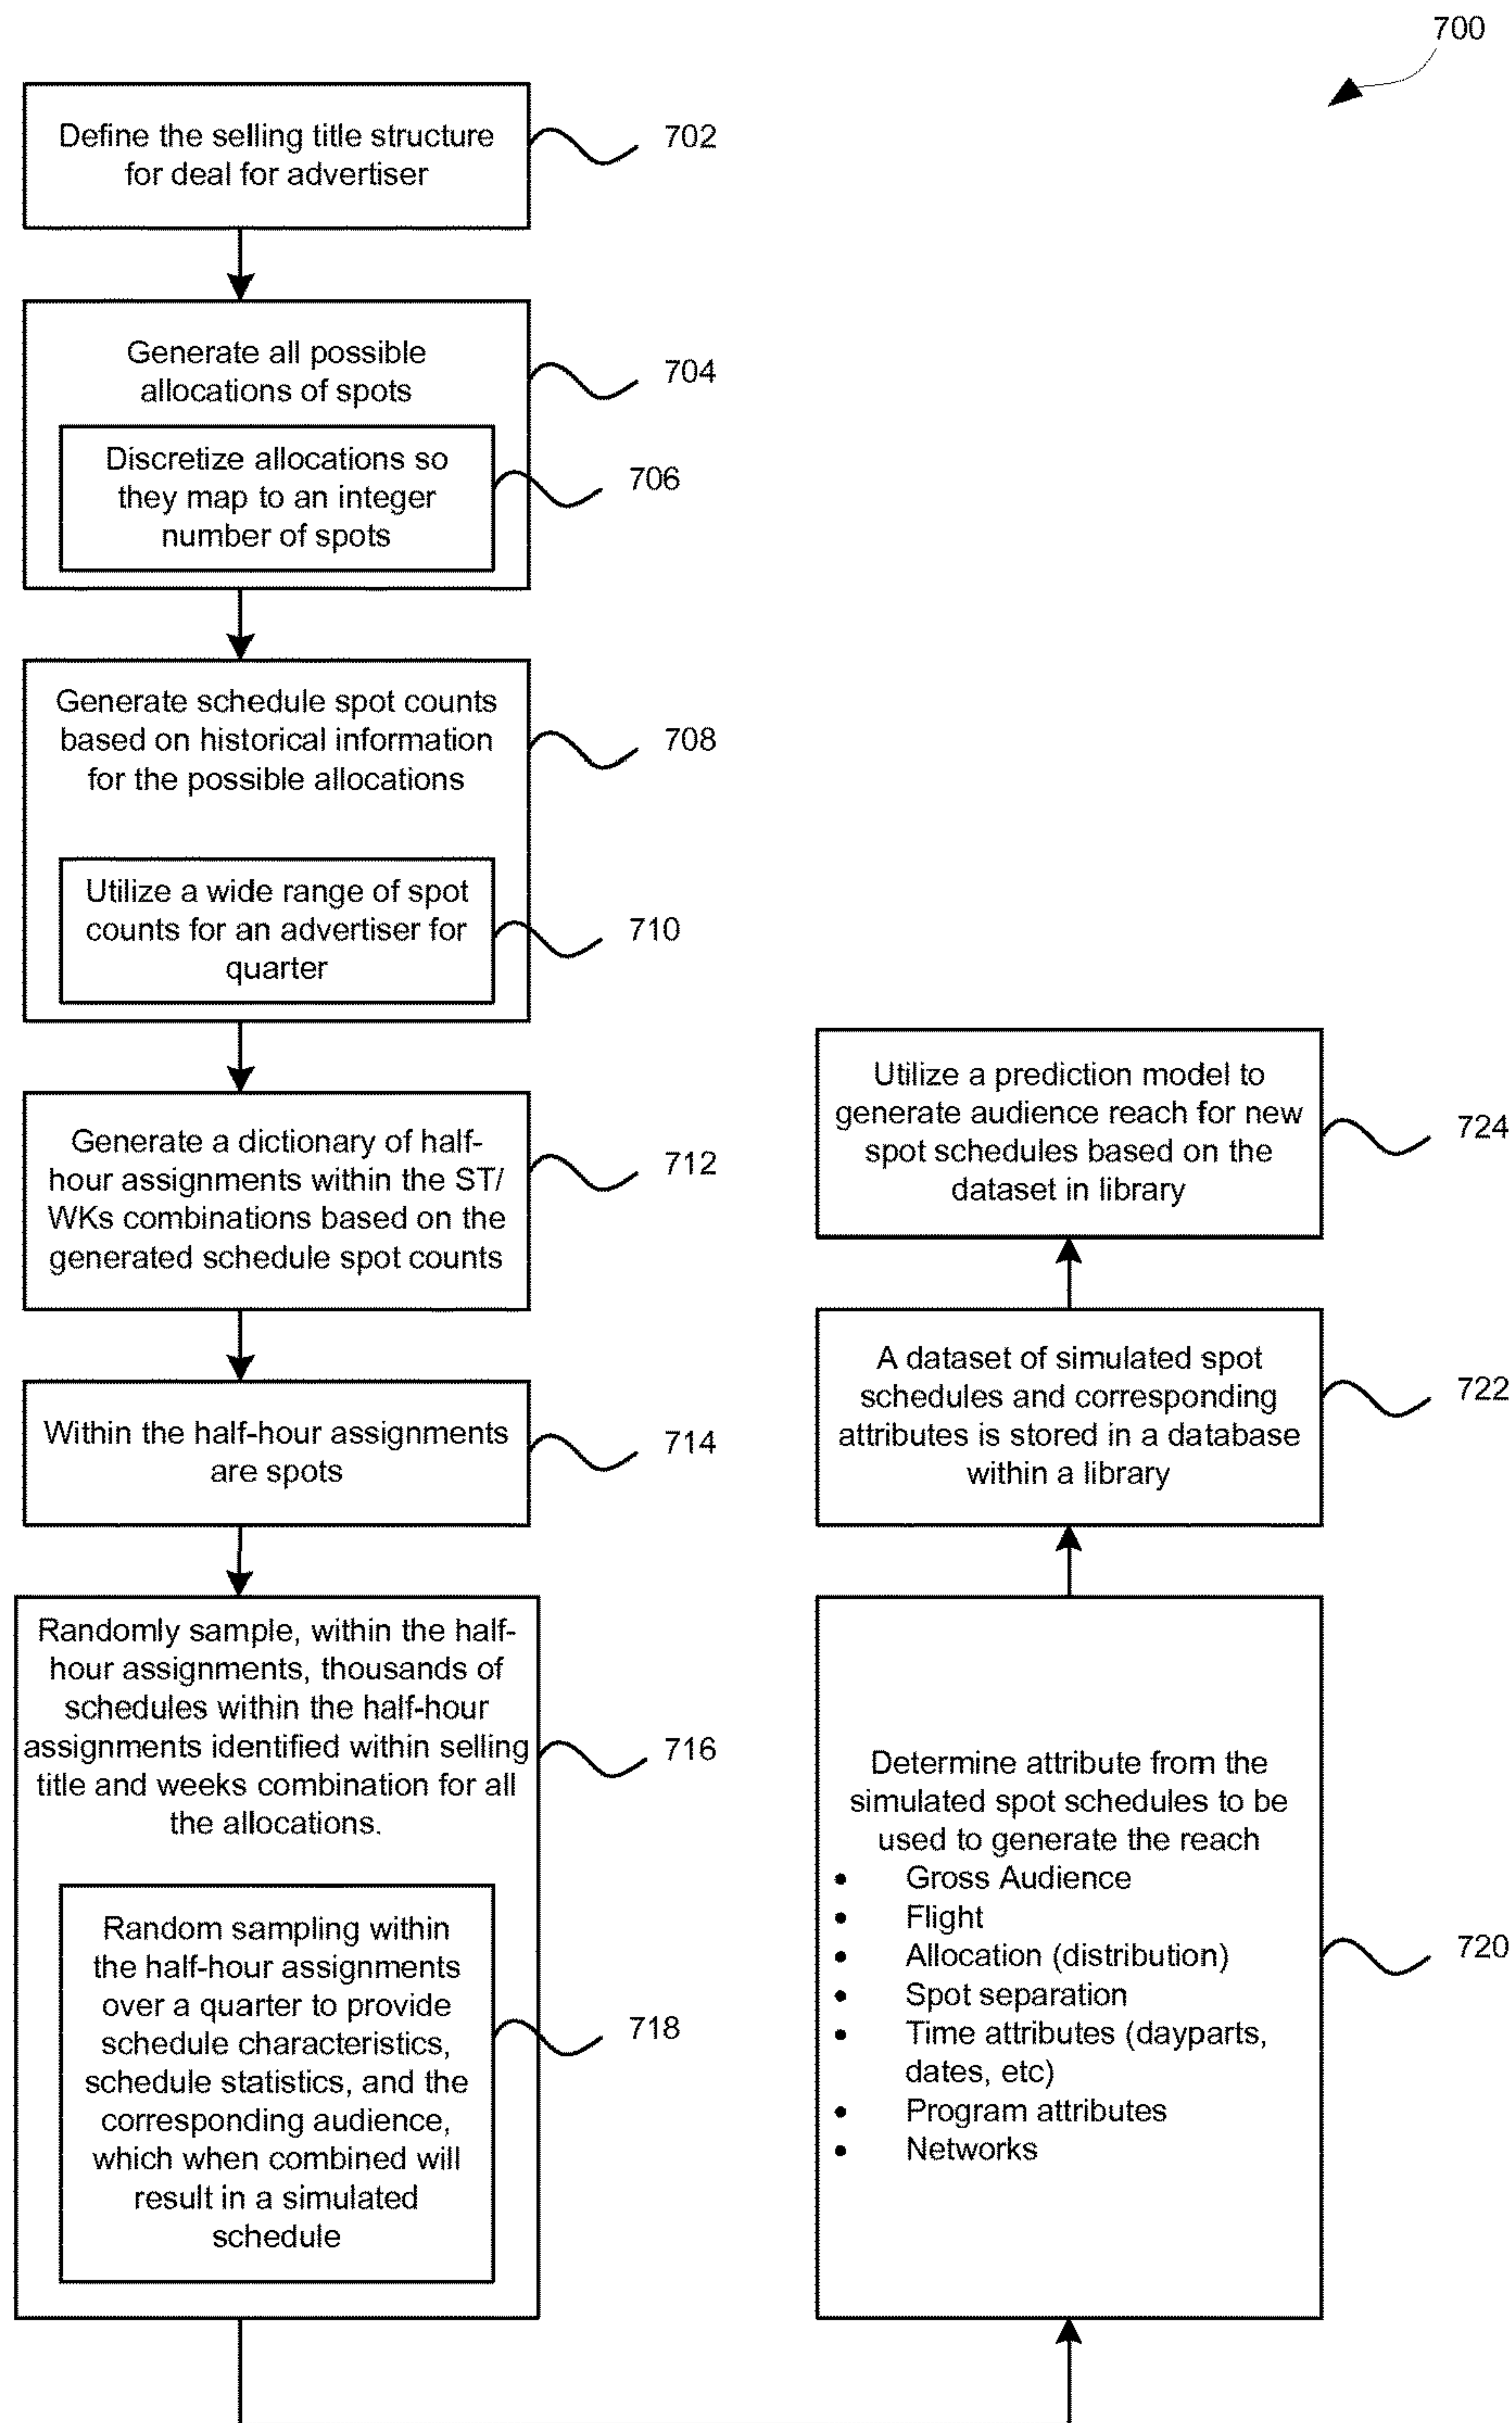 700
Define the selling title structure
for deal for advertiser
702
Generate all possible
allocations of spots
704
Discretize allocations so
they map to an integer
number of spots
706
Generate schedule spot counts
based on historical information
for the possible allocations
708
Utilize a wide range of spot
counts for an advertiser for
quarter
710
Generate a dictionary of half-
hour assignments within the ST/
WKs combinations based on the
generated schedule spot counts
712
Within the half-hour assignments
are spots
714
Randomly sample, within the half-
hour assignments, thousands of
schedules within the half-hour
assignments identified within selling
title and weeks combination for all
the allocations.
716
Random sampling within
the half-hour assignments
over a quarter to provide
schedule characteristics,
schedule statistics, and the
corresponding audience,
which when combined will
result in a simulated
schedule
718
Determine attribute from the
simulated spot schedules to be
used to generate the reach
• Gross Audience
• Flight
• Allocation (distribution)
• Spot separation
• Time attributes (dayparts,
dates, etc)
• Program attributes
• Networks
720
A dataset of simulated spot
schedules and corresponding
attributes is stored in a database
within a library
722
Utilize a prediction model to
generate audience reach for new
spot schedules based on the
dataset in library
724